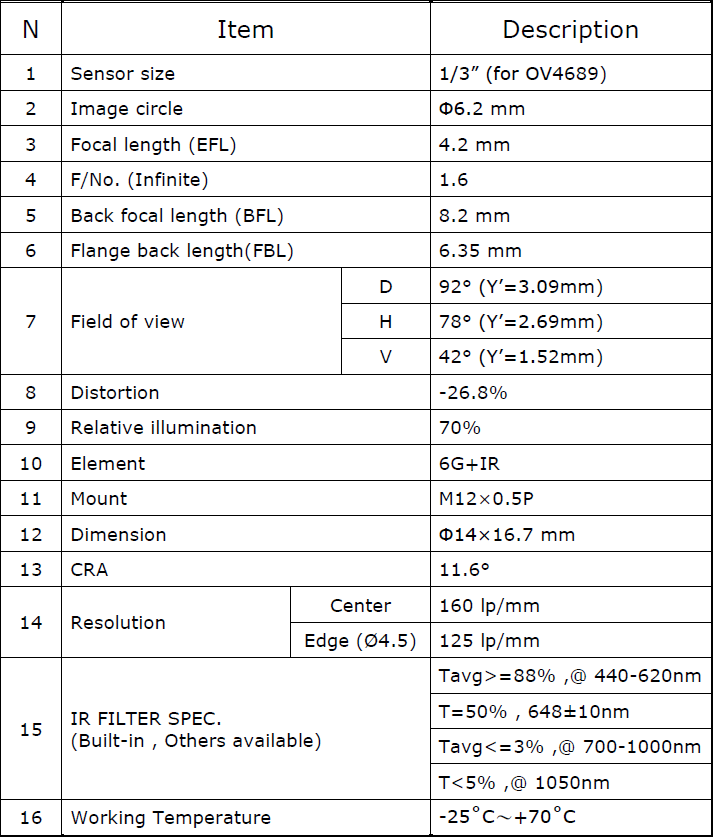 N Item Description
1 Sensor size 1/3” (for OV4689)
2 Image circle Φ6.2 mm
3 Focal length (EFL) 4.2 mm
4 F/No. (Infinite) 1.6
5 Back focal length (BFL) 8.2 mm
6 Flange back length(FBL) 6.35 mm
7 Field of view D 92° (Y’=3.09mm)
H 78° (Y’=2.69mm)
V 42° (Y’=1.52mm)
8 Distortion -26.8%
9 Relative illumination 70%
10 Element 6G+IR
11 Mount M12×0.5P
12 Dimension Φ14×16.7 mm
13 CRA 11.6°
14 Resolution Center 160 lp/mm
Edge (Ø4.5) 125 lp/mm
15 IR FILTER SPEC.
(Built-in , Others available)
Tavg>=88% ,@ 440-620nm
T=50% , 648±10nm
Tavg<=3% ,@ 700-1000nm
T<5% ,@ 1050nm
16 Working Temperature -25˚C～+70˚C